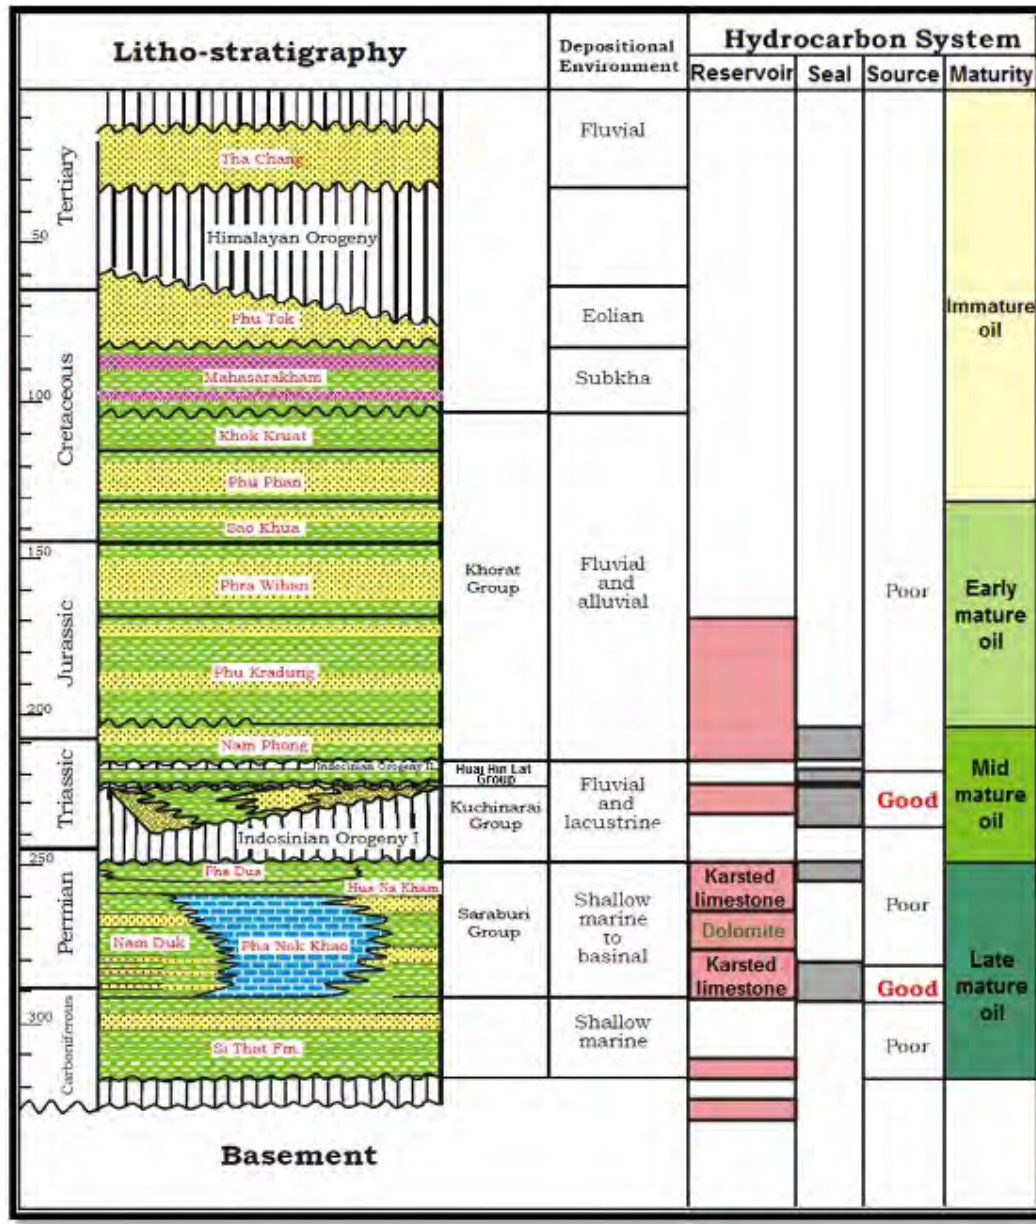 Litho-stratigraphy
Depositional
Environment
Hydrocarbon System
Reservoir
Seal
Source
Maturity
Tertiary
50
Cretaceous
100
150
Jurassic
200
Triassic
250
Permian
300
Carboniferous
Tha Chang
Himalayan Orogeny
Phu Tok
Mahasarakham
Khok Kruat
Phu Phan
Sao Khua
Phra Wihan
Phu Kradung
Nam Phong
Indosinian Orogeny II
Indosinian Orogeny I
Pha Dua
Hua Na Kham
Nam Duk
Pha Nok Khao
Si That Fm.
Basement
Khorat
Group
Huai Hin Lat
Group
Kuchinarai
Group
Saraburi
Group
Fluvial
Eolian
Subkha
Fluvial
and
alluvial
Fluvial
and
lacustrine
Shallow
marine
to
basinal
Shallow
marine
Karsted
limestone
Dolomite
Karsted
limestone
Poor
Good
Poor
Good
Poor
Immature
oil
Early
mature
oil
Mid
mature
oil
Late
mature
oil